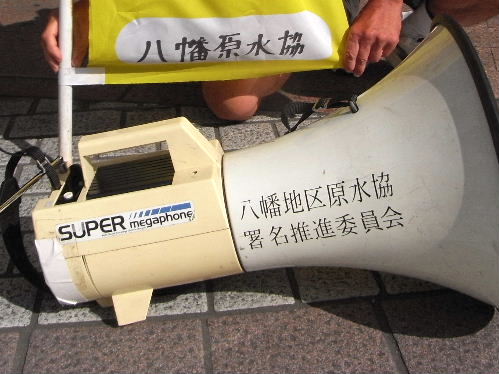 八幡原水協
SUPER megaphone
八幡地区原水協
署名推進委員会